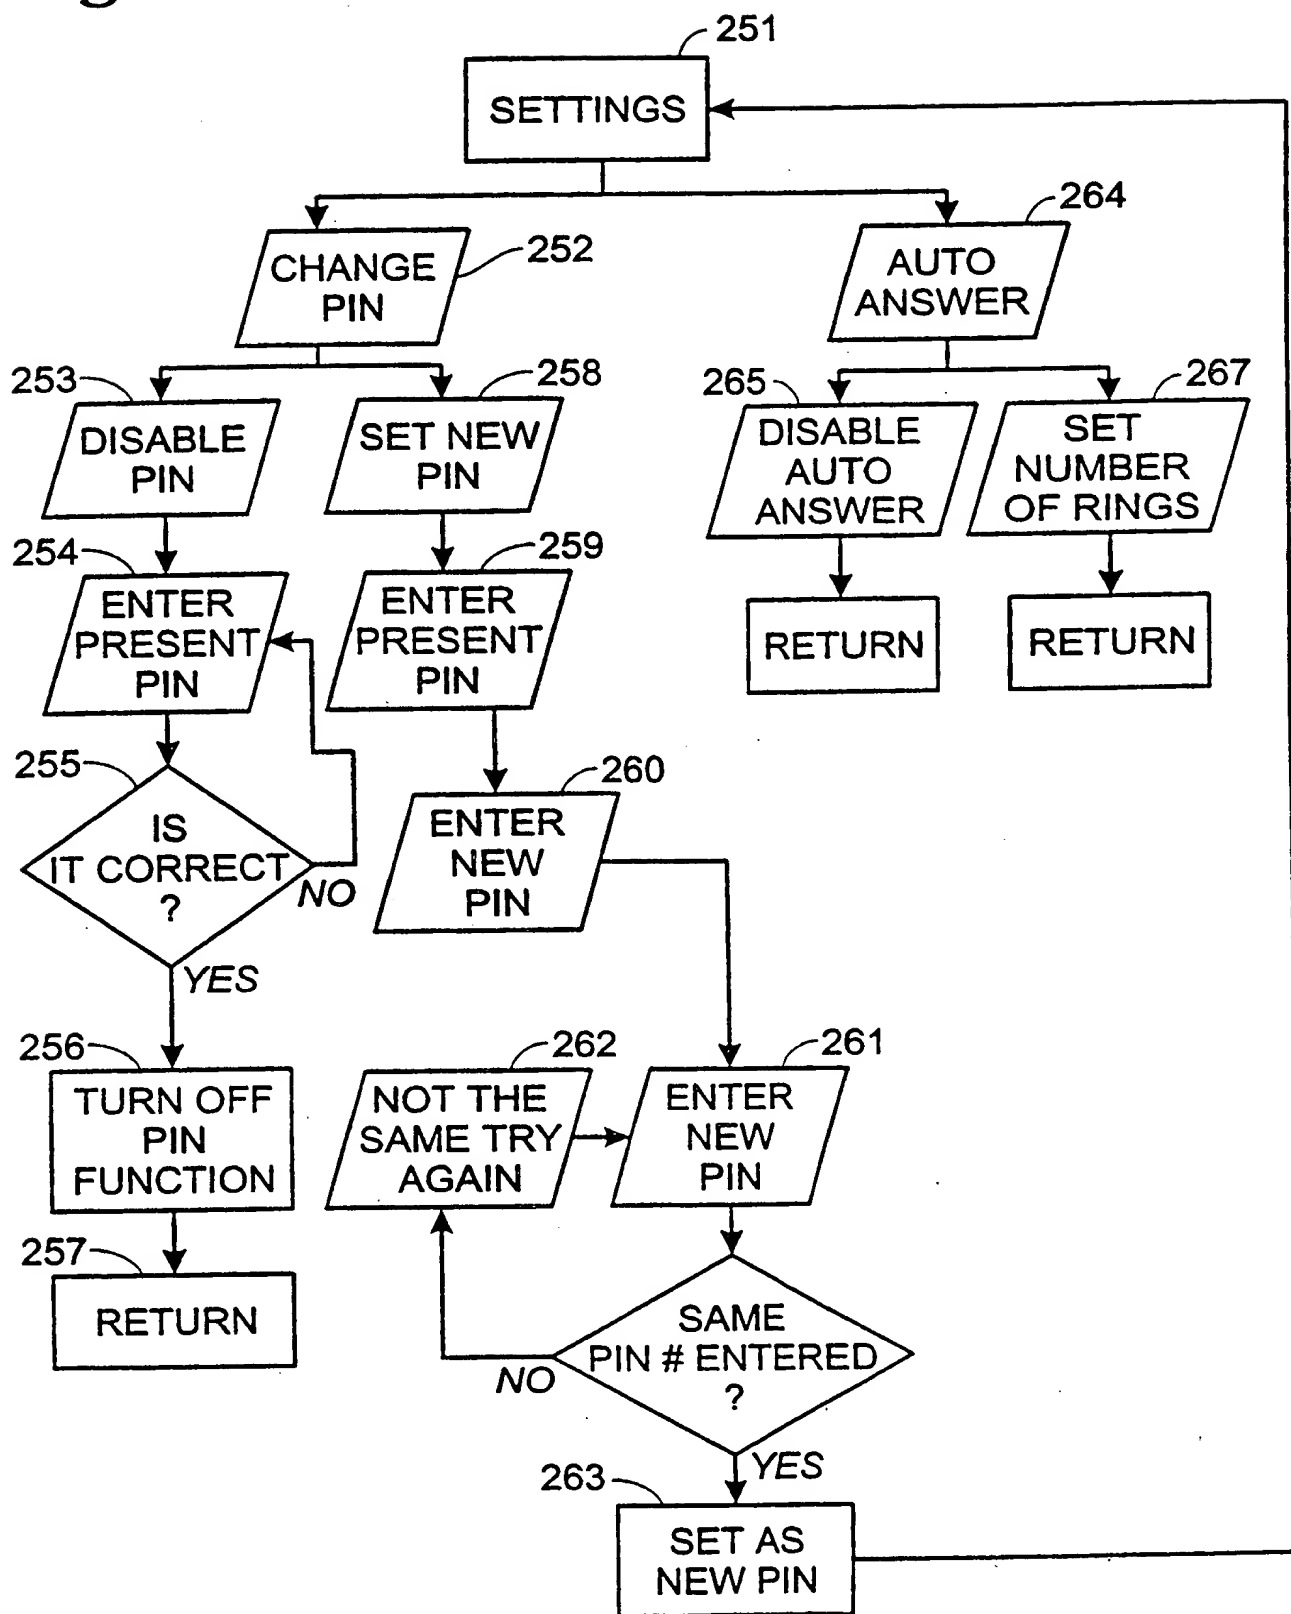 251
SETTINGS
264
252
CHANGE
PIN
AUTO
ANSWER
253
258
265
267
DISABLE
PIN
SET NEW
PIN
DISABLE
AUTO
ANSWER
SET
NUMBER
OF RINGS
254
259
ENTER
PRESENT
PIN
ENTER
PRESENT
PIN
RETURN
RETURN
255
260
IS
IT CORRECT
?
NO
ENTER
NEW
PIN
YES
256
262
261
TURN OFF
PIN
FUNCTION
NOT THE
SAME TRY
AGAIN
ENTER
NEW
PIN
257
RETURN
SAME
PIN # ENTERED
?
NO
YES
263
SET AS
NEW PIN